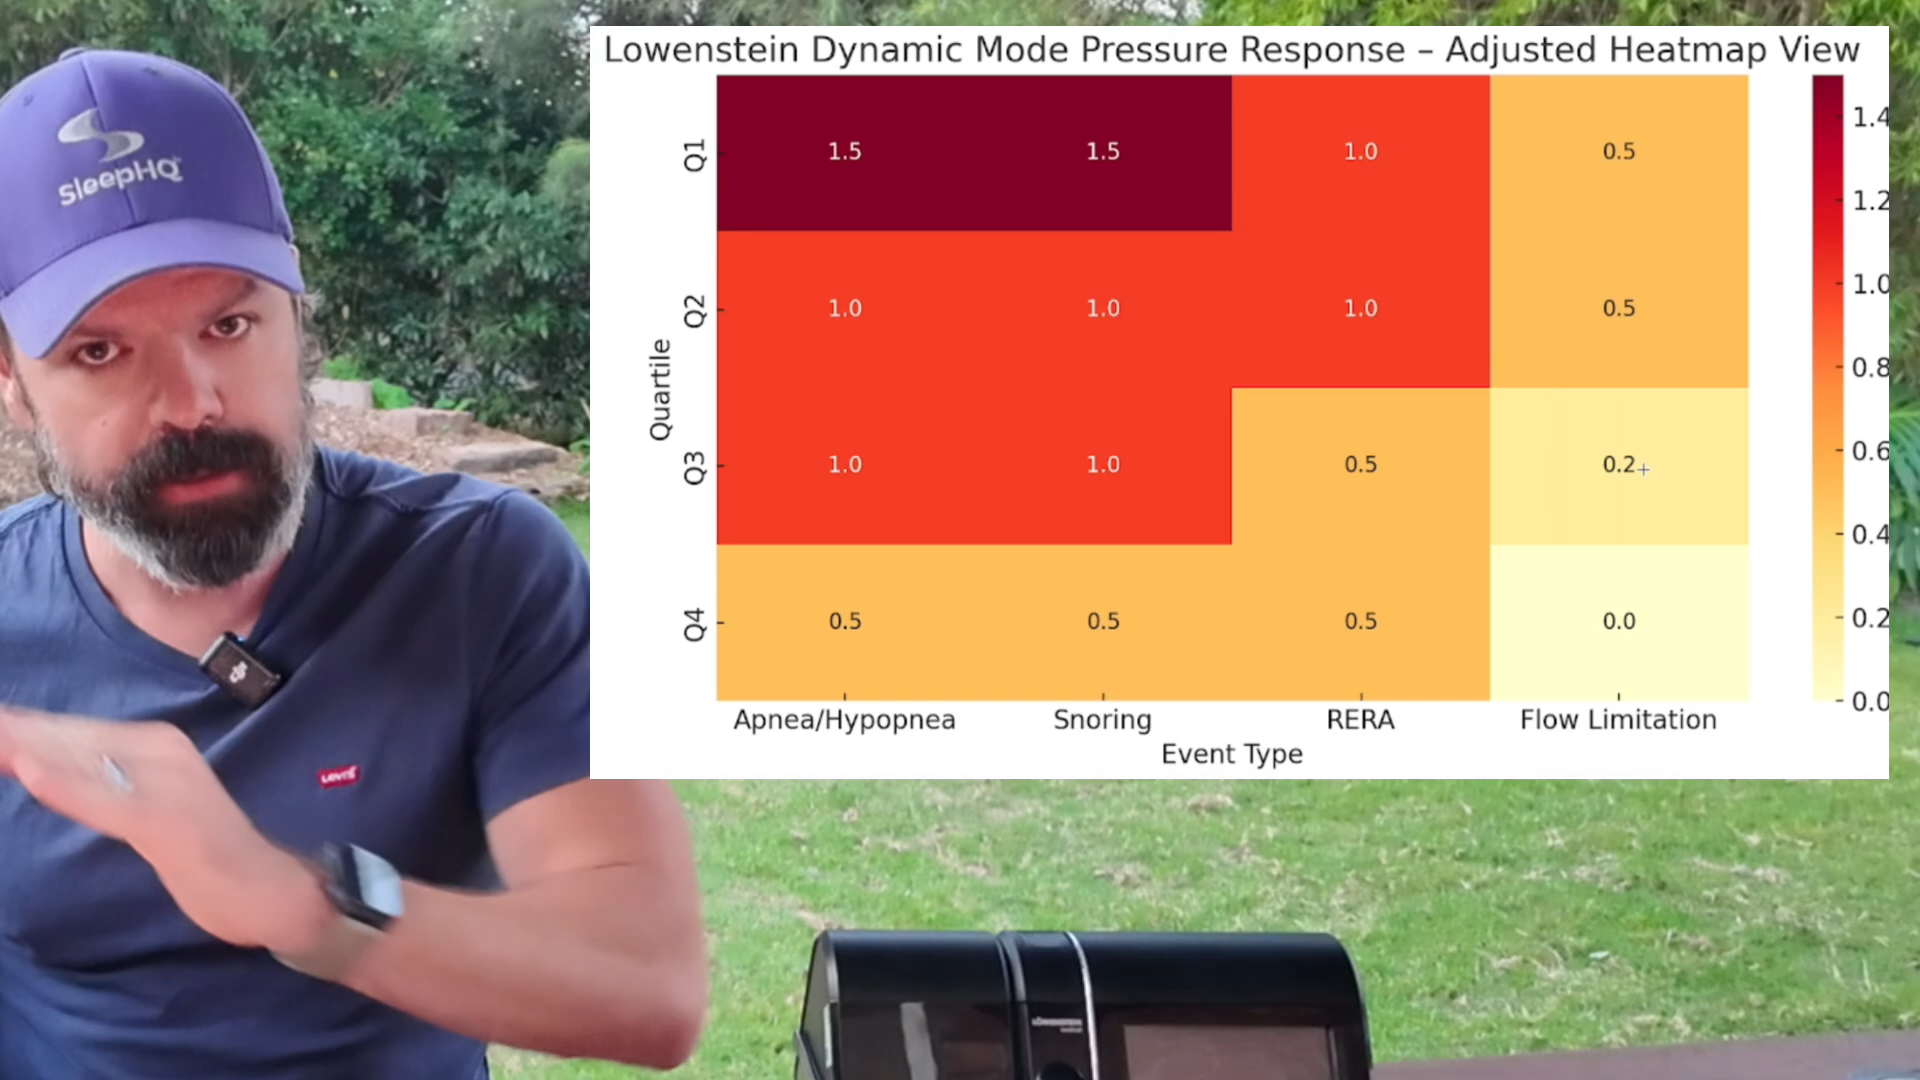 Lowenstein Dynamic Mode Pressure Response – Adjusted Heatmap View
SleepHQ
Levi's
Quartile
Q1
1.5
1.5
1.0
0.5
Q2
1.0
1.0
1.0
0.5
Q3
1.0
1.0
0.5
0.2
Q4
0.5
0.5
0.5
0.0
Apnea/Hypopnea
Snoring
RERA
Flow Limitation
Event Type
1.4
1.2
1.0
0.8
0.6
0.4
0.2
0.0
LÖWENSTEIN